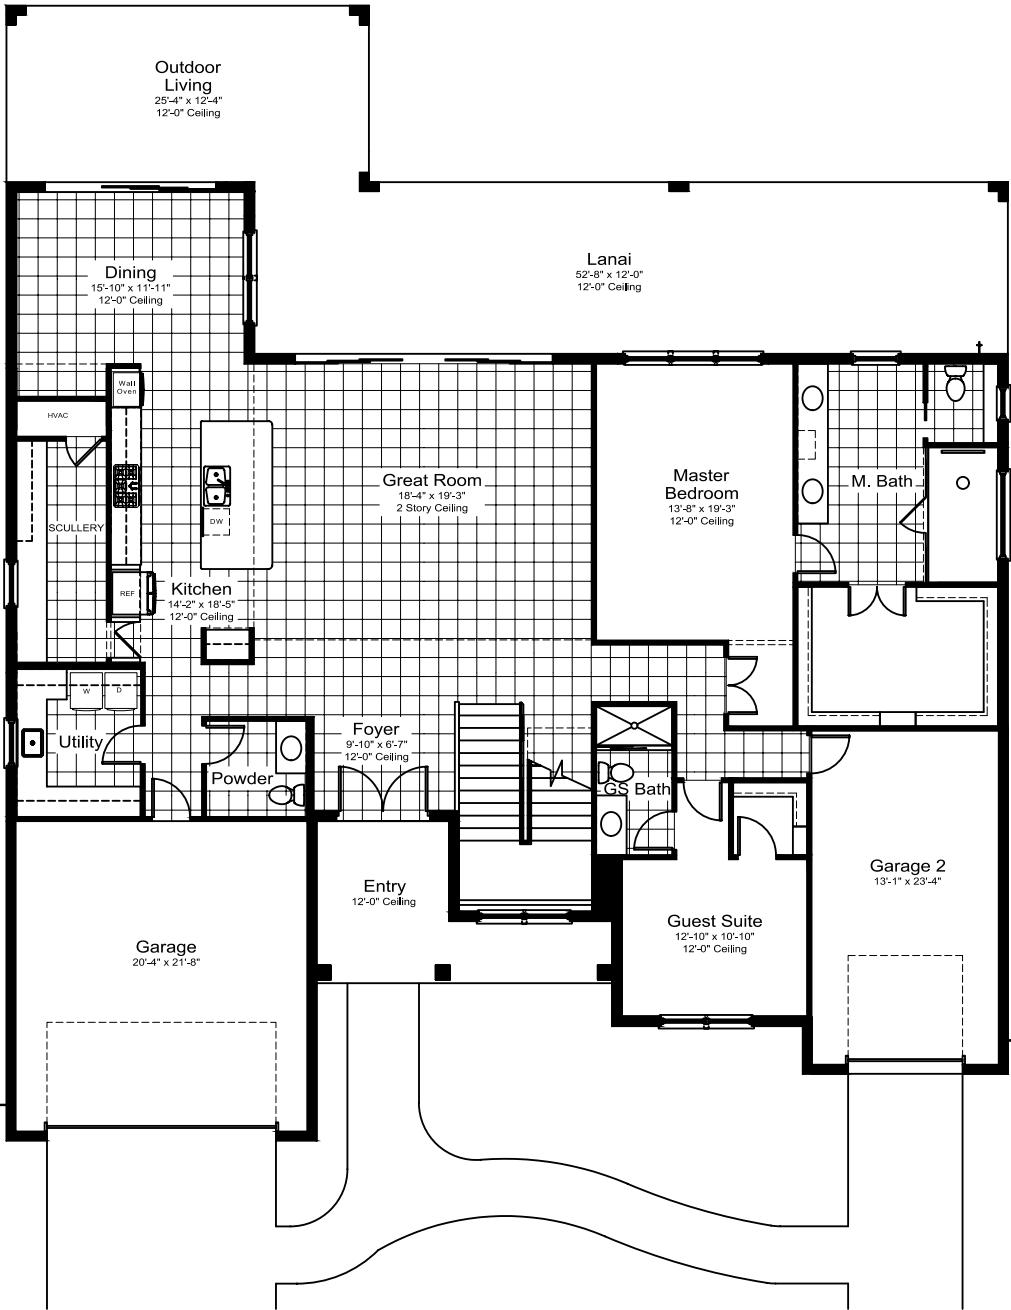 Outdoor
Living
25'-4" x 12'-4"
12'-0" Ceiling
Lanai
52'-8" x 12'-0"
12'-0" Ceiling
Dining
15'-10" x 11'-11"
12'-0" Ceiling
Wall
Oven
HVAC
Great Room
18'-4" x 19'-3"
2 Story Ceiling
Master
Bedroom
13'-8" x 19'-3"
12'-0" Ceiling
M. Bath
SCULLERY
DW
REF
Kitchen
14'-2" x 18'-5"
12'-0" Ceiling
W
D
Utility
Powder
Foyer
9'-10" x 6'-7"
12'-0" Ceiling
GS Bath
Entry
12'-0" Ceiling
Garage 2
13'-1" x 23'-4"
Guest Suite
12'-10" x 10'-10"
12'-0" Ceiling
Garage
20'-4" x 21'-8"